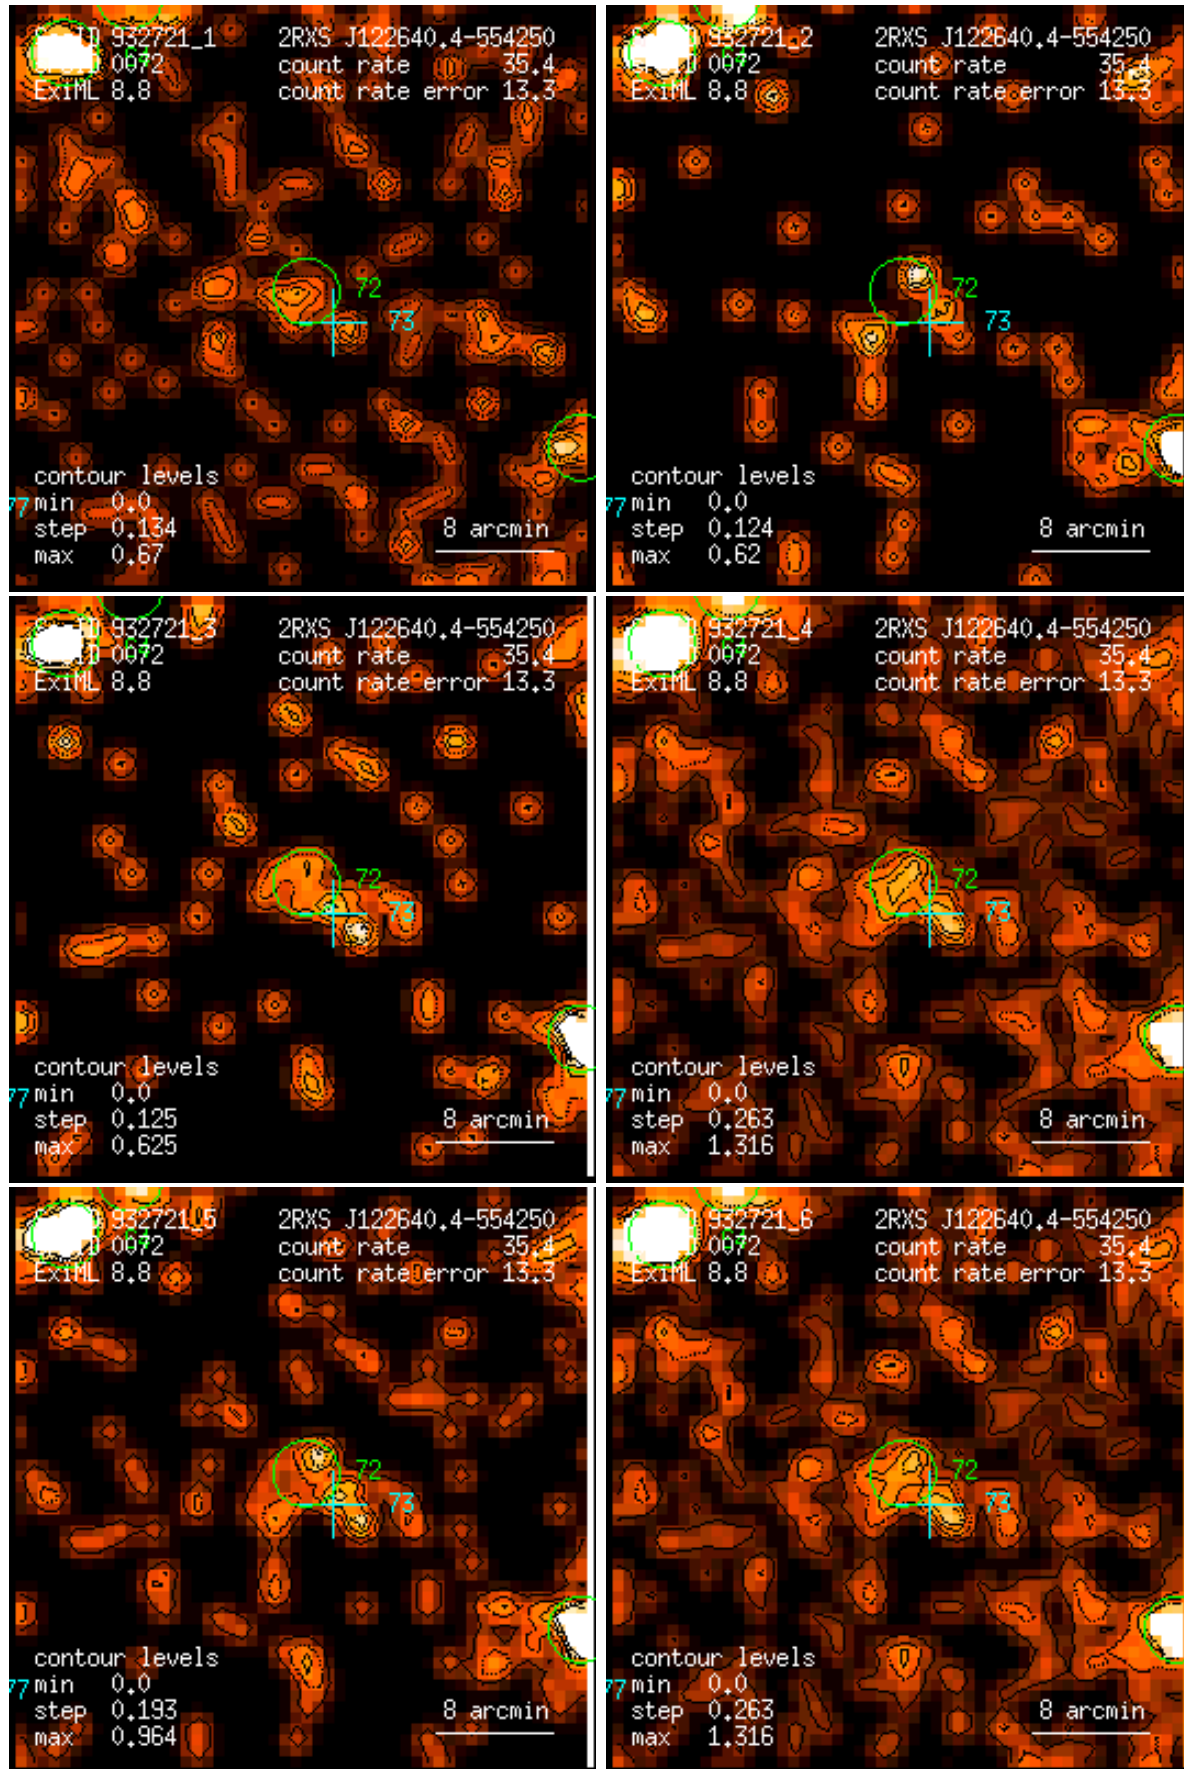 932721_1 2RXS J122640.4-554250
0072 count rate 35.4
ExiML 8.8 count rate error 13.3
72
73
contour levels
77 min 0.0
step 0.134
max 0.67
8 arcmin
932721_2 2RXS J122640.4-554250
0072 count rate 35.4
ExiML 8.8 count rate error 13.3
72
73
contour levels
77 min 0.0
step 0.124
max 0.62
8 arcmin
932721_3 2RXS J122640.4-554250
0072 count rate 35.4
ExiML 8.8 count rate error 13.3
72
73
contour levels
77 min 0.0
step 0.125
max 0.625
8 arcmin
932721_4 2RXS J122640.4-554250
0072 count rate 35.4
ExiML 8.8 count rate error 13.3
72
73
contour levels
77 min 0.0
step 0.263
max 1.316
8 arcmin
932721_5 2RXS J122640.4-554250
0072 count rate 35.4
ExiML 8.8 count rate error 13.3
72
73
contour levels
77 min 0.0
step 0.193
max 0.964
8 arcmin
932721_6 2RXS J122640.4-554250
0072 count rate 35.4
ExiML 8.8 count rate error 13.3
72
73
contour levels
77 min 0.0
step 0.263
max 1.316
8 arcmin